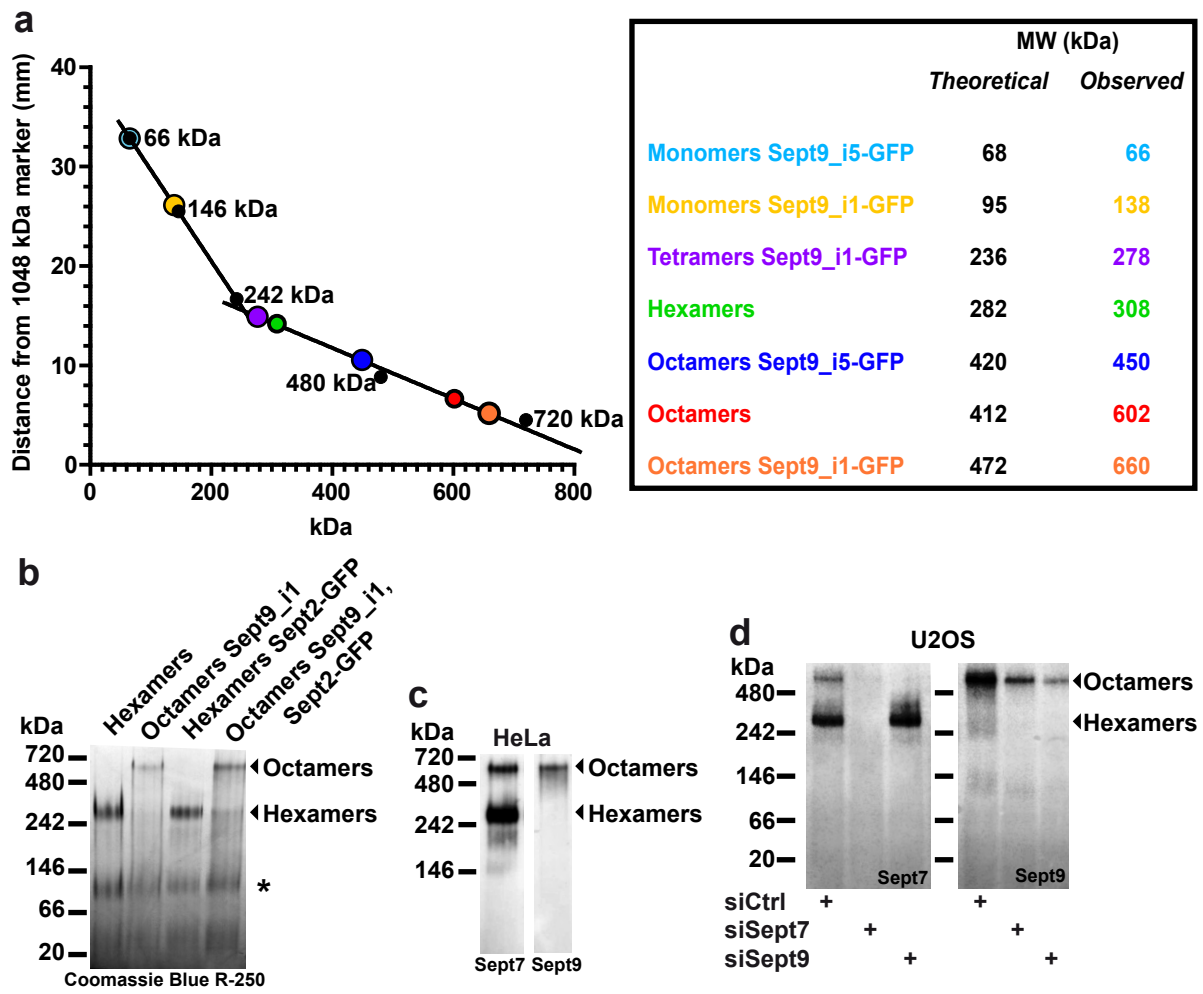 a
Distance from 1048 kDa marker (mm)
40
30
20
10
0
0
200
400
600
800
kDa
66 kDa
146 kDa
242 kDa
480 kDa
720 kDa
MW (kDa)
Theoretical Observed
Monomers Sept9_i5-GFP 68 66
Monomers Sept9_i1-GFP 95 138
Tetramers Sept9_i1-GFP 236 278
Hexamers 282 308
Octamers Sept9_i5-GFP 420 450
Octamers 412 602
Octamers Sept9_i1-GFP 472 660
b
Hexamers
Octamers Sept9_i1
Hexamers Sept2-GFP
Octamers Sept9_i1,
Sept2-GFP
kDa
720
480
242
146
66
20
Octamers
Hexamers
*
Coomassie Blue R-250
c
HeLa
kDa
720
480
242
146
Octamers
Hexamers
Sept7 Sept9
d
U2OS
kDa
480
242
146
66
20
Octamers
Hexamers
Sept7
Sept9
siCtrl + +
siSept7 + +
siSept9 + +